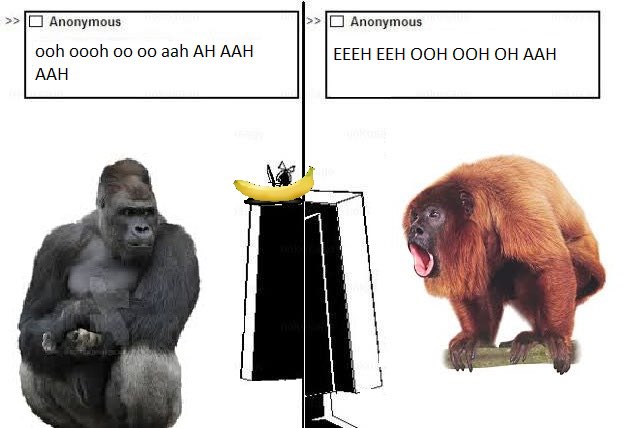 >> Anonymous
ooh oooh oo oo aah AH AAH
AAH
>> Anonymous
EEEH EEH OOH OOH OH AAH